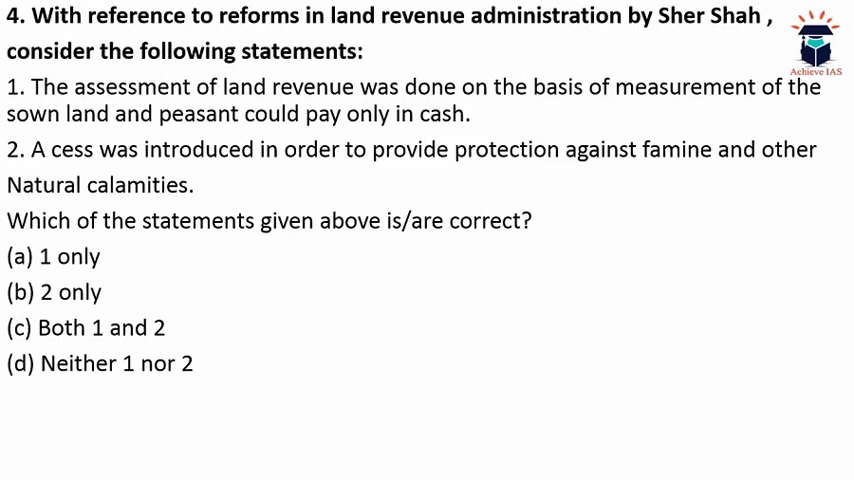 4. With reference to reforms in land revenue administration by Sher Shah ,
consider the following statements:
1. The assessment of land revenue was done on the basis of measurement of the
sown land and peasant could pay only in cash.
2. A cess was introduced in order to provide protection against famine and other
Natural calamities.
Which of the statements given above is/are correct?
(a) 1 only
(b) 2 only
(c) Both 1 and 2
(d) Neither 1 nor 2
Achieve IAS